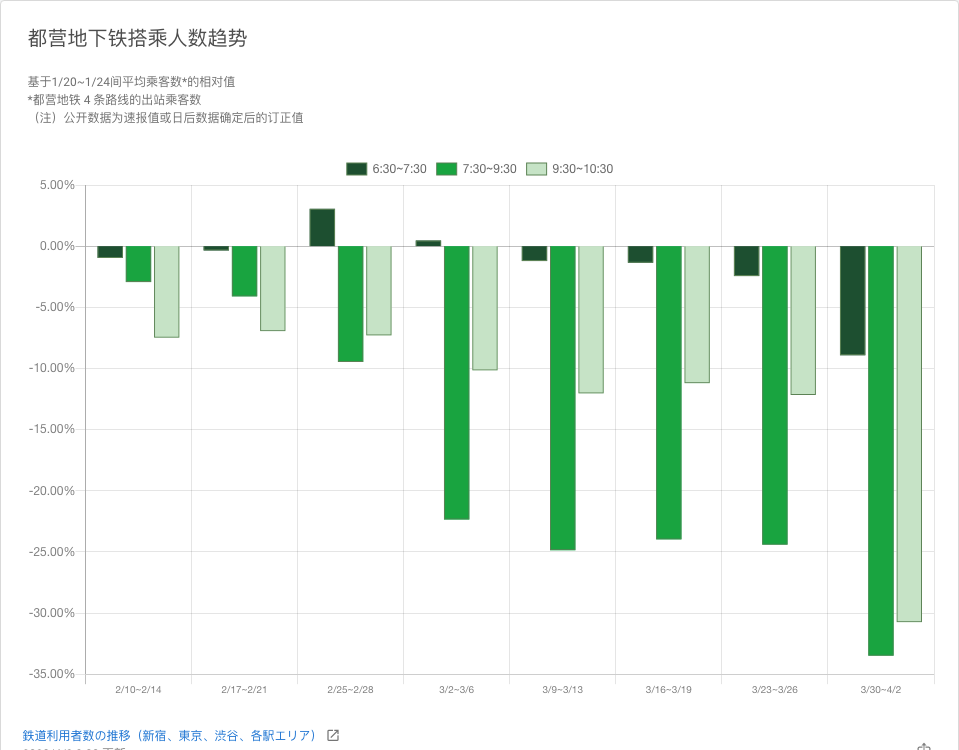 都营地下铁搭乘人数趋势
基于1/20~1/24间平均乘客数*的相对值
*都营地铁 4 条路线的出站乘客数
（注）公开数据为速报值或日后数据确定后的订正值
6:30~7:30 7:30~9:30 9:30~10:30
5.00%
0.00%
-5.00%
-10.00%
-15.00%
-20.00%
-25.00%
-30.00%
-35.00%
2/10~2/14 2/17~2/21 2/25~2/28 3/2~3/6 3/9~3/13 3/16~3/19 3/23~3/26 3/30~4/2
鉄道利用者数の推移（新宿、東京、渋谷、各駅エリア）